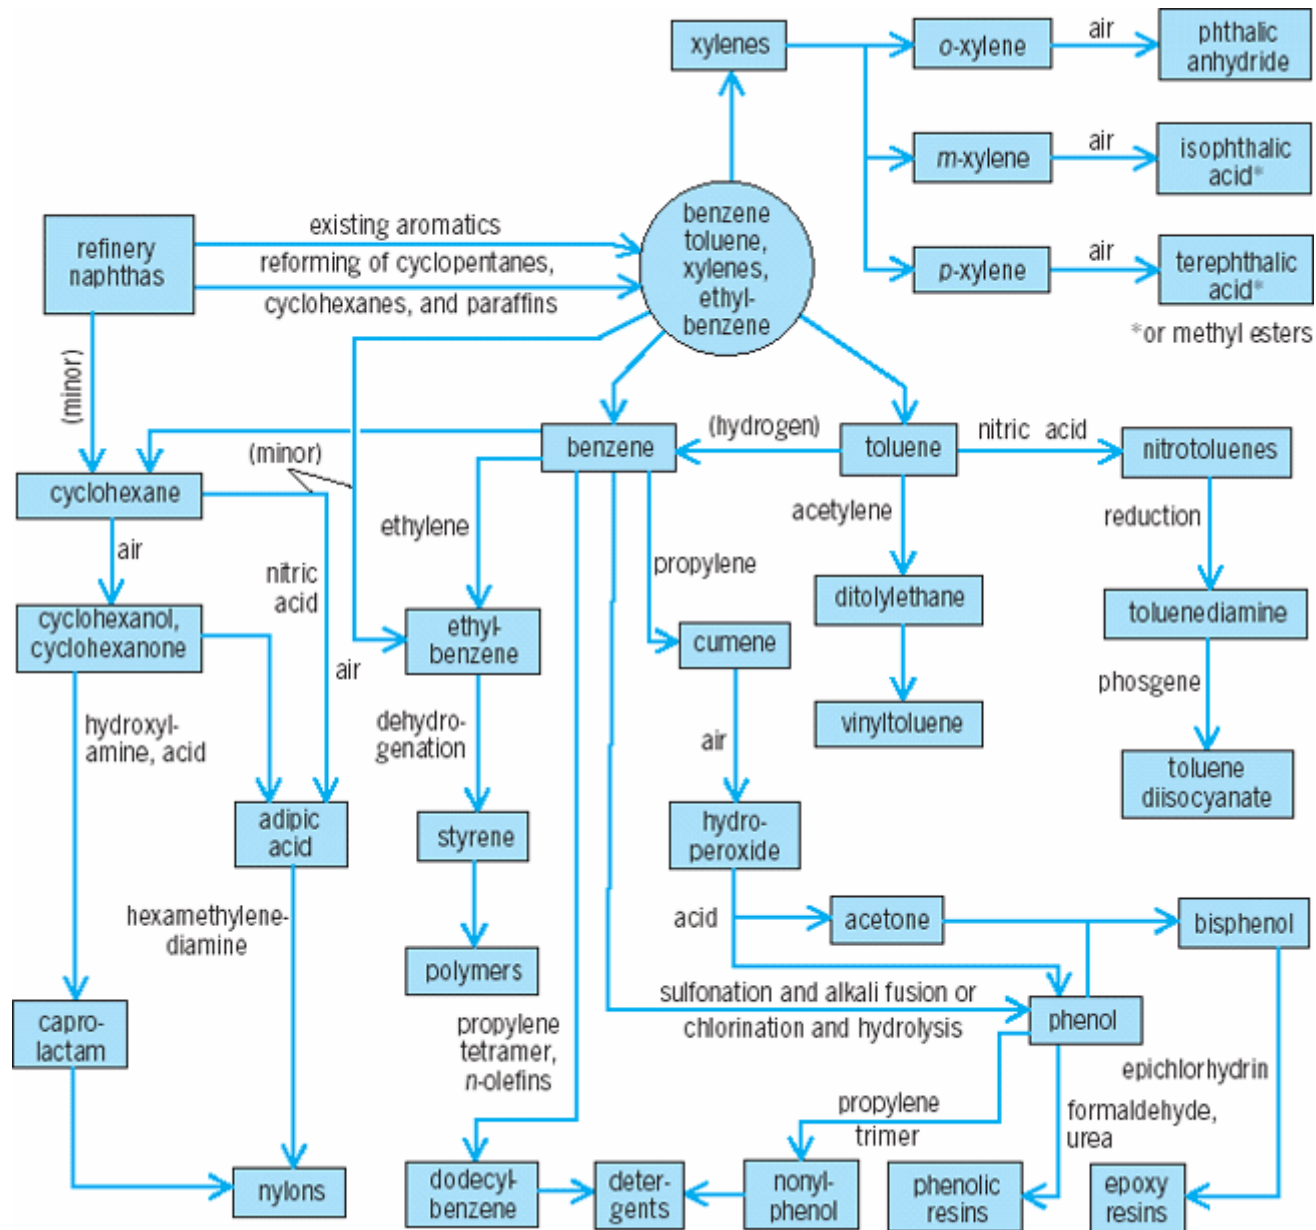 xylenes
o-xylene
air
phthalic
anhydride
m-xylene
air
isophthalic
acid*
p-xylene
air
terephthalic
acid*
*or methyl esters
refinery
naphthas
existing aromatics
reforming of cyclopentanes,
cyclohexanes, and paraffins
benzene
toluene,
xylenes,
ethyl-
benzene
(minor)
(minor)
benzene
(hydrogen)
toluene
nitric acid
nitrotoluenes
cyclohexane
air
nitric
acid
ethylene
propylene
acetylene
reduction
cyclohexanol,
cyclohexanone
air
ethyl-
benzene
cumene
ditolylethane
toluenediamine
hydroxyl-
amine, acid
dehydro-
genation
air
vinyltoluene
phosgene
toluene
diisocyanate
adipic
acid
styrene
hydro-
peroxide
hexamethylene-
diamine
polymers
acid
acetone
bisphenol
sulfonation and alkali fusion or
chlorination and hydrolysis
phenol
capro-
lactam
propylene
tetramer,
n-olefins
propylene
trimer
formaldehyde,
urea
epichlorhydrin
nylons
dodecyl-
benzene
deter-
gents
nonyl-
phenol
phenolic
resins
epoxy
resins